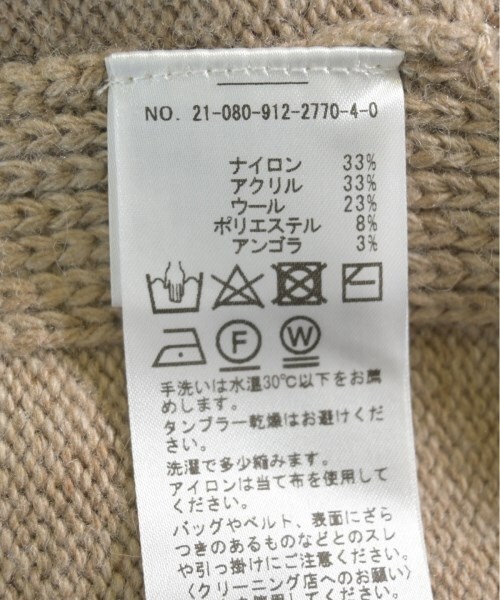 NO. 21-080-912-2770-4-0
ナイロン 33%
アクリル 33%
ウール 23%
ポリエステル 8%
アンゴラ 3%
F W
手洗いは水温30℃以下をお薦
めします。
タンブラー乾燥はお避けくだ
さい。
洗濯で多少縮みます。
アイロンは当て布を使用して
ください。
バッグやベルト、表面にざら
つきのあるものなどとのスレ
や引っ掛けにご注意ください。
〈クリーニング店へのお願い〉